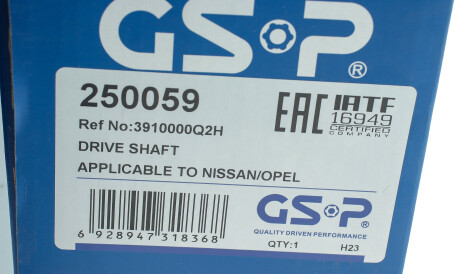 GSP®
250059
Ref No:3910000Q2H
DRIVE SHAFT
APPLICABLE TO NISSAN/OPEL
EAC
IATF
16949
CERTIFIED
COMPANY
6 928947 318368
GSP
QUALITY DRIVEN PERFORMANCE
QTY:1 H23